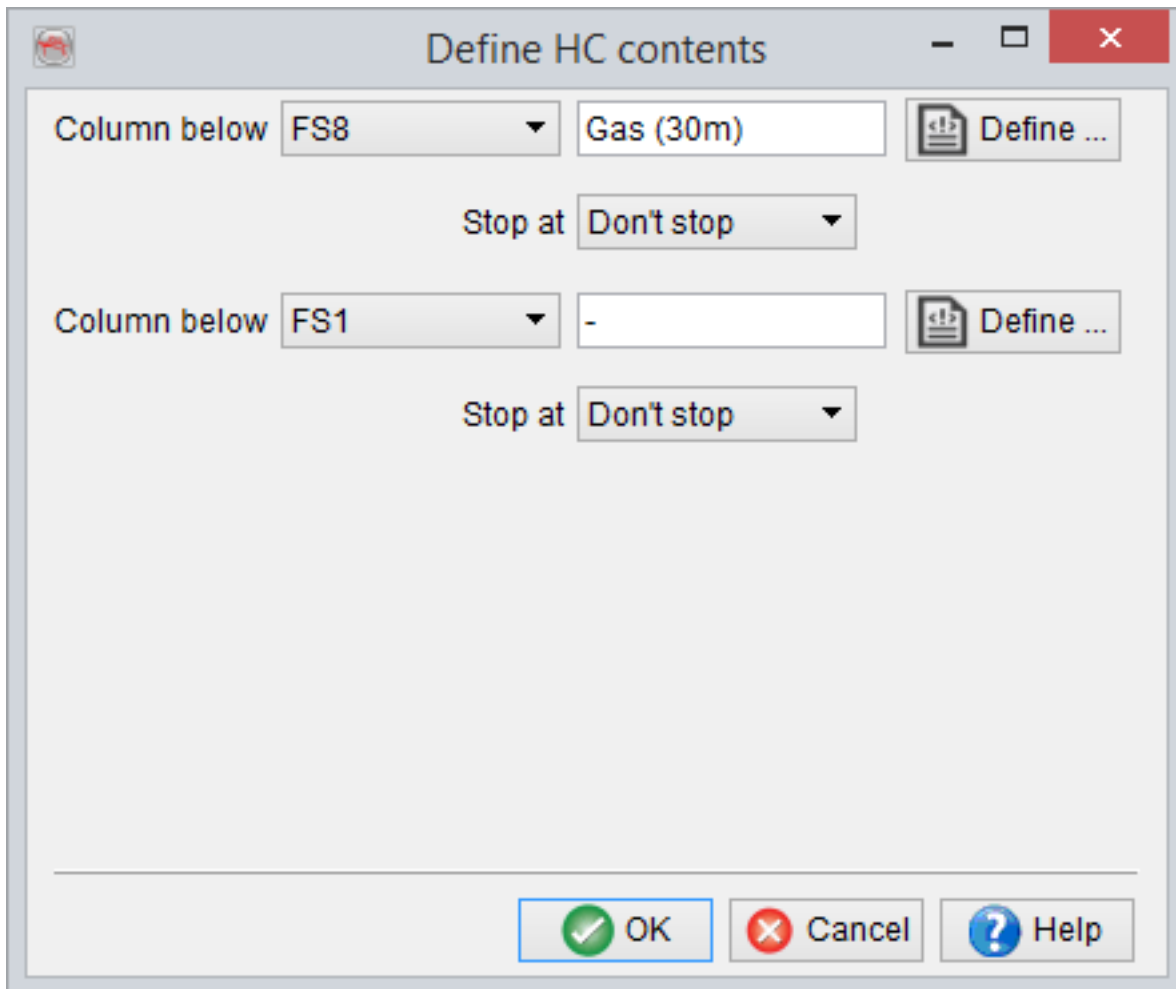 Define HC contents
Column below FS8 Gas (30m) Define ...
Stop at Don't stop
Column below FS1 - Define ...
Stop at Don't stop
OK Cancel Help